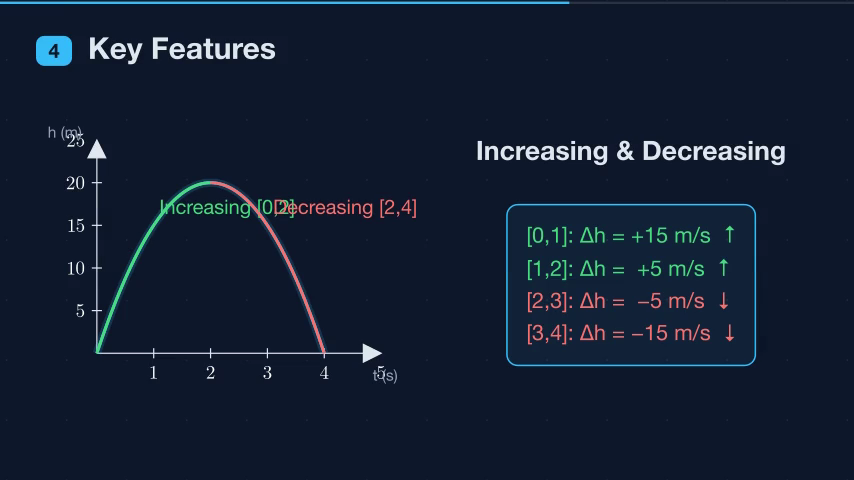 4 Key Features
h (m)
25
20
15
10
5
Increasing [0,2]
Decreasing [2,4]
1 2 3 4 5
t (s)
Increasing & Decreasing
[0,1]: Δh = +15 m/s ↑
[1,2]: Δh = +5 m/s ↑
[2,3]: Δh = −5 m/s ↓
[3,4]: Δh = −15 m/s ↓